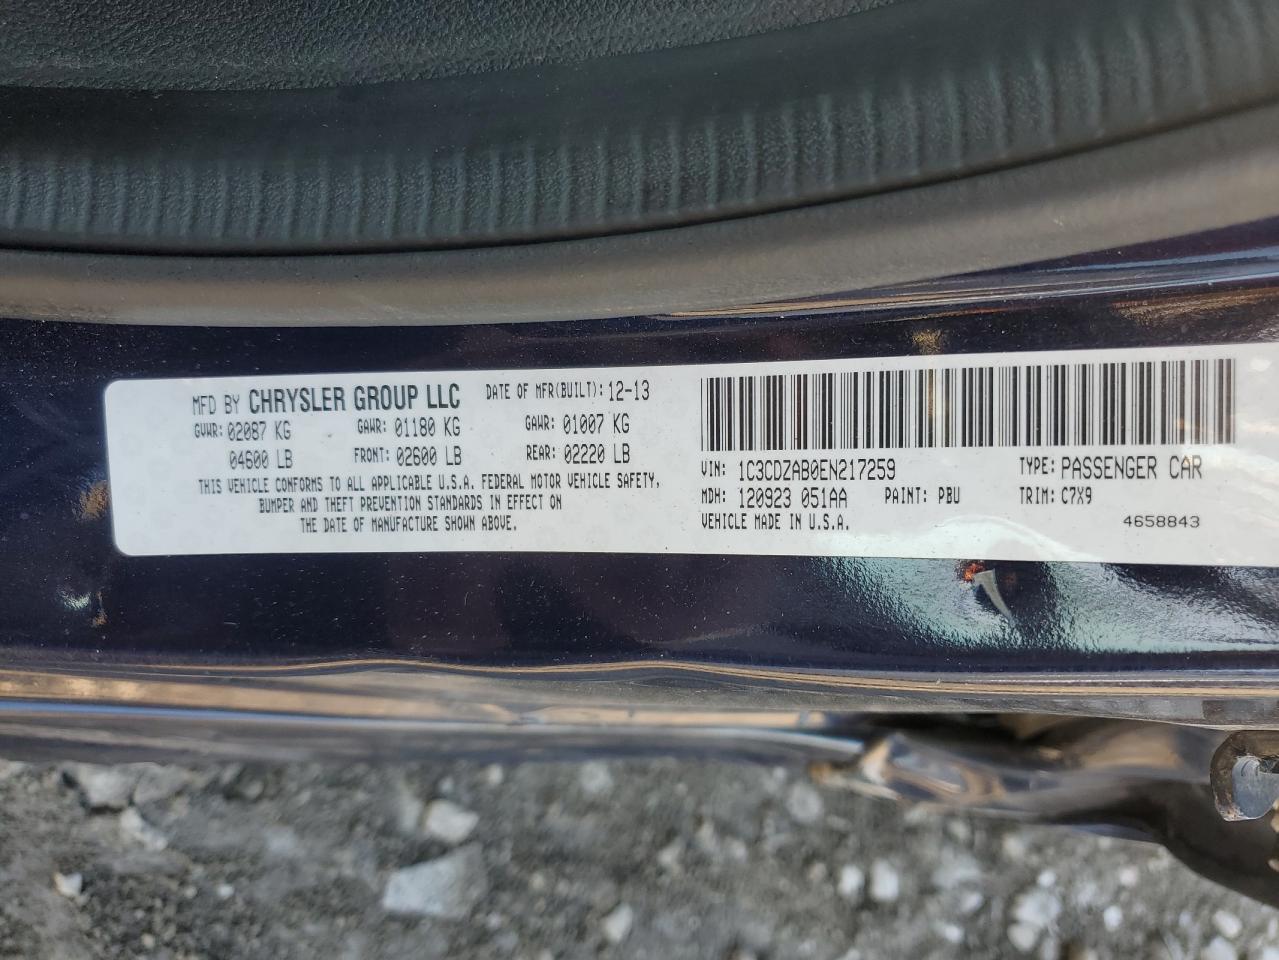 MFD BY CHRYSLER GROUP LLC DATE OF MFR(BUILT): 12-13
GVWR: 02087 KG GAWR: 01180 KG GAWR: 01007 KG
04600 LB FRONT: 02600 LB REAR: 02220 LB
THIS VEHICLE CONFORMS TO ALL APPLICABLE U.S.A. FEDERAL MOTOR VEHICLE SAFETY,
BUMPER AND THEFT PREVENTION STANDARDS IN EFFECT ON
THE DATE OF MANUFACTURE SHOWN ABOVE.
VIN: 1C3CDZAB0EN217259 TYPE: PASSENGER CAR
MDH: 120923 051AA PAINT: PBU TRIM: C7X9
VEHICLE MADE IN U.S.A. 4658843